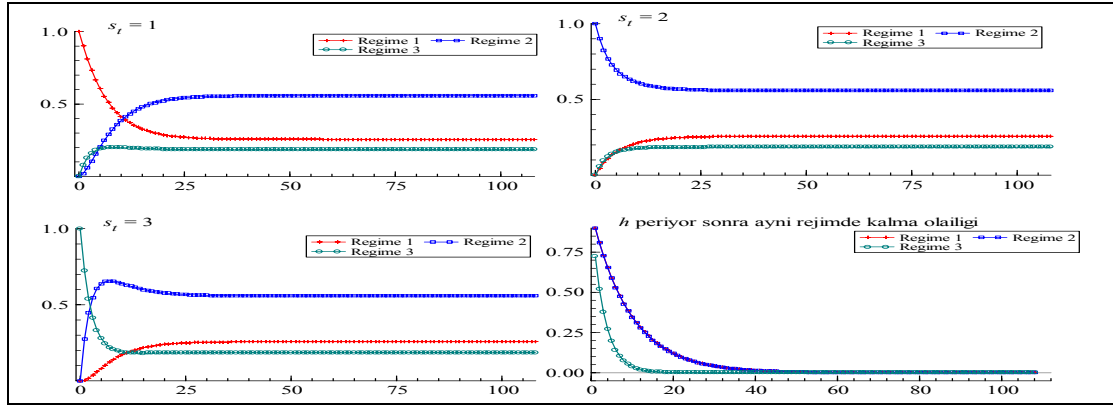 s_t = 1
Regime 1 Regime 2
Regime 3
1.0
0.5
0 25 50 75 100
s_t = 2
Regime 1 Regime 2
Regime 3
1.0
0.5
0 25 50 75 100
s_t = 3
Regime 1 Regime 2
Regime 3
1.0
0.5
0 25 50 75 100
h periyor sonra ayni rejimde kalma olailigi
Regime 1 Regime 2
Regime 3
0.75
0.50
0.25
0.00
0 20 40 60 80 100